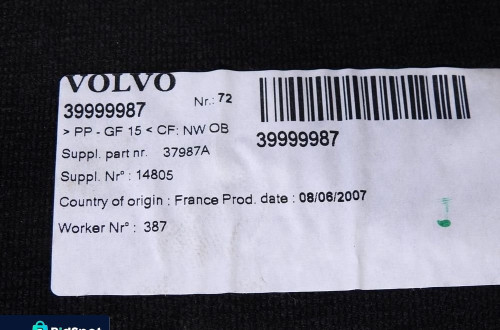 VOLVO
39999987 Nr.: 72
> PP - GF 15 < CF: NW OB
39999987
Suppl. part nr. 37987A
Suppl. Nr° : 14805
Country of origin : France Prod. date : 08/06/2007
Worker Nr° : 387
BidSpot